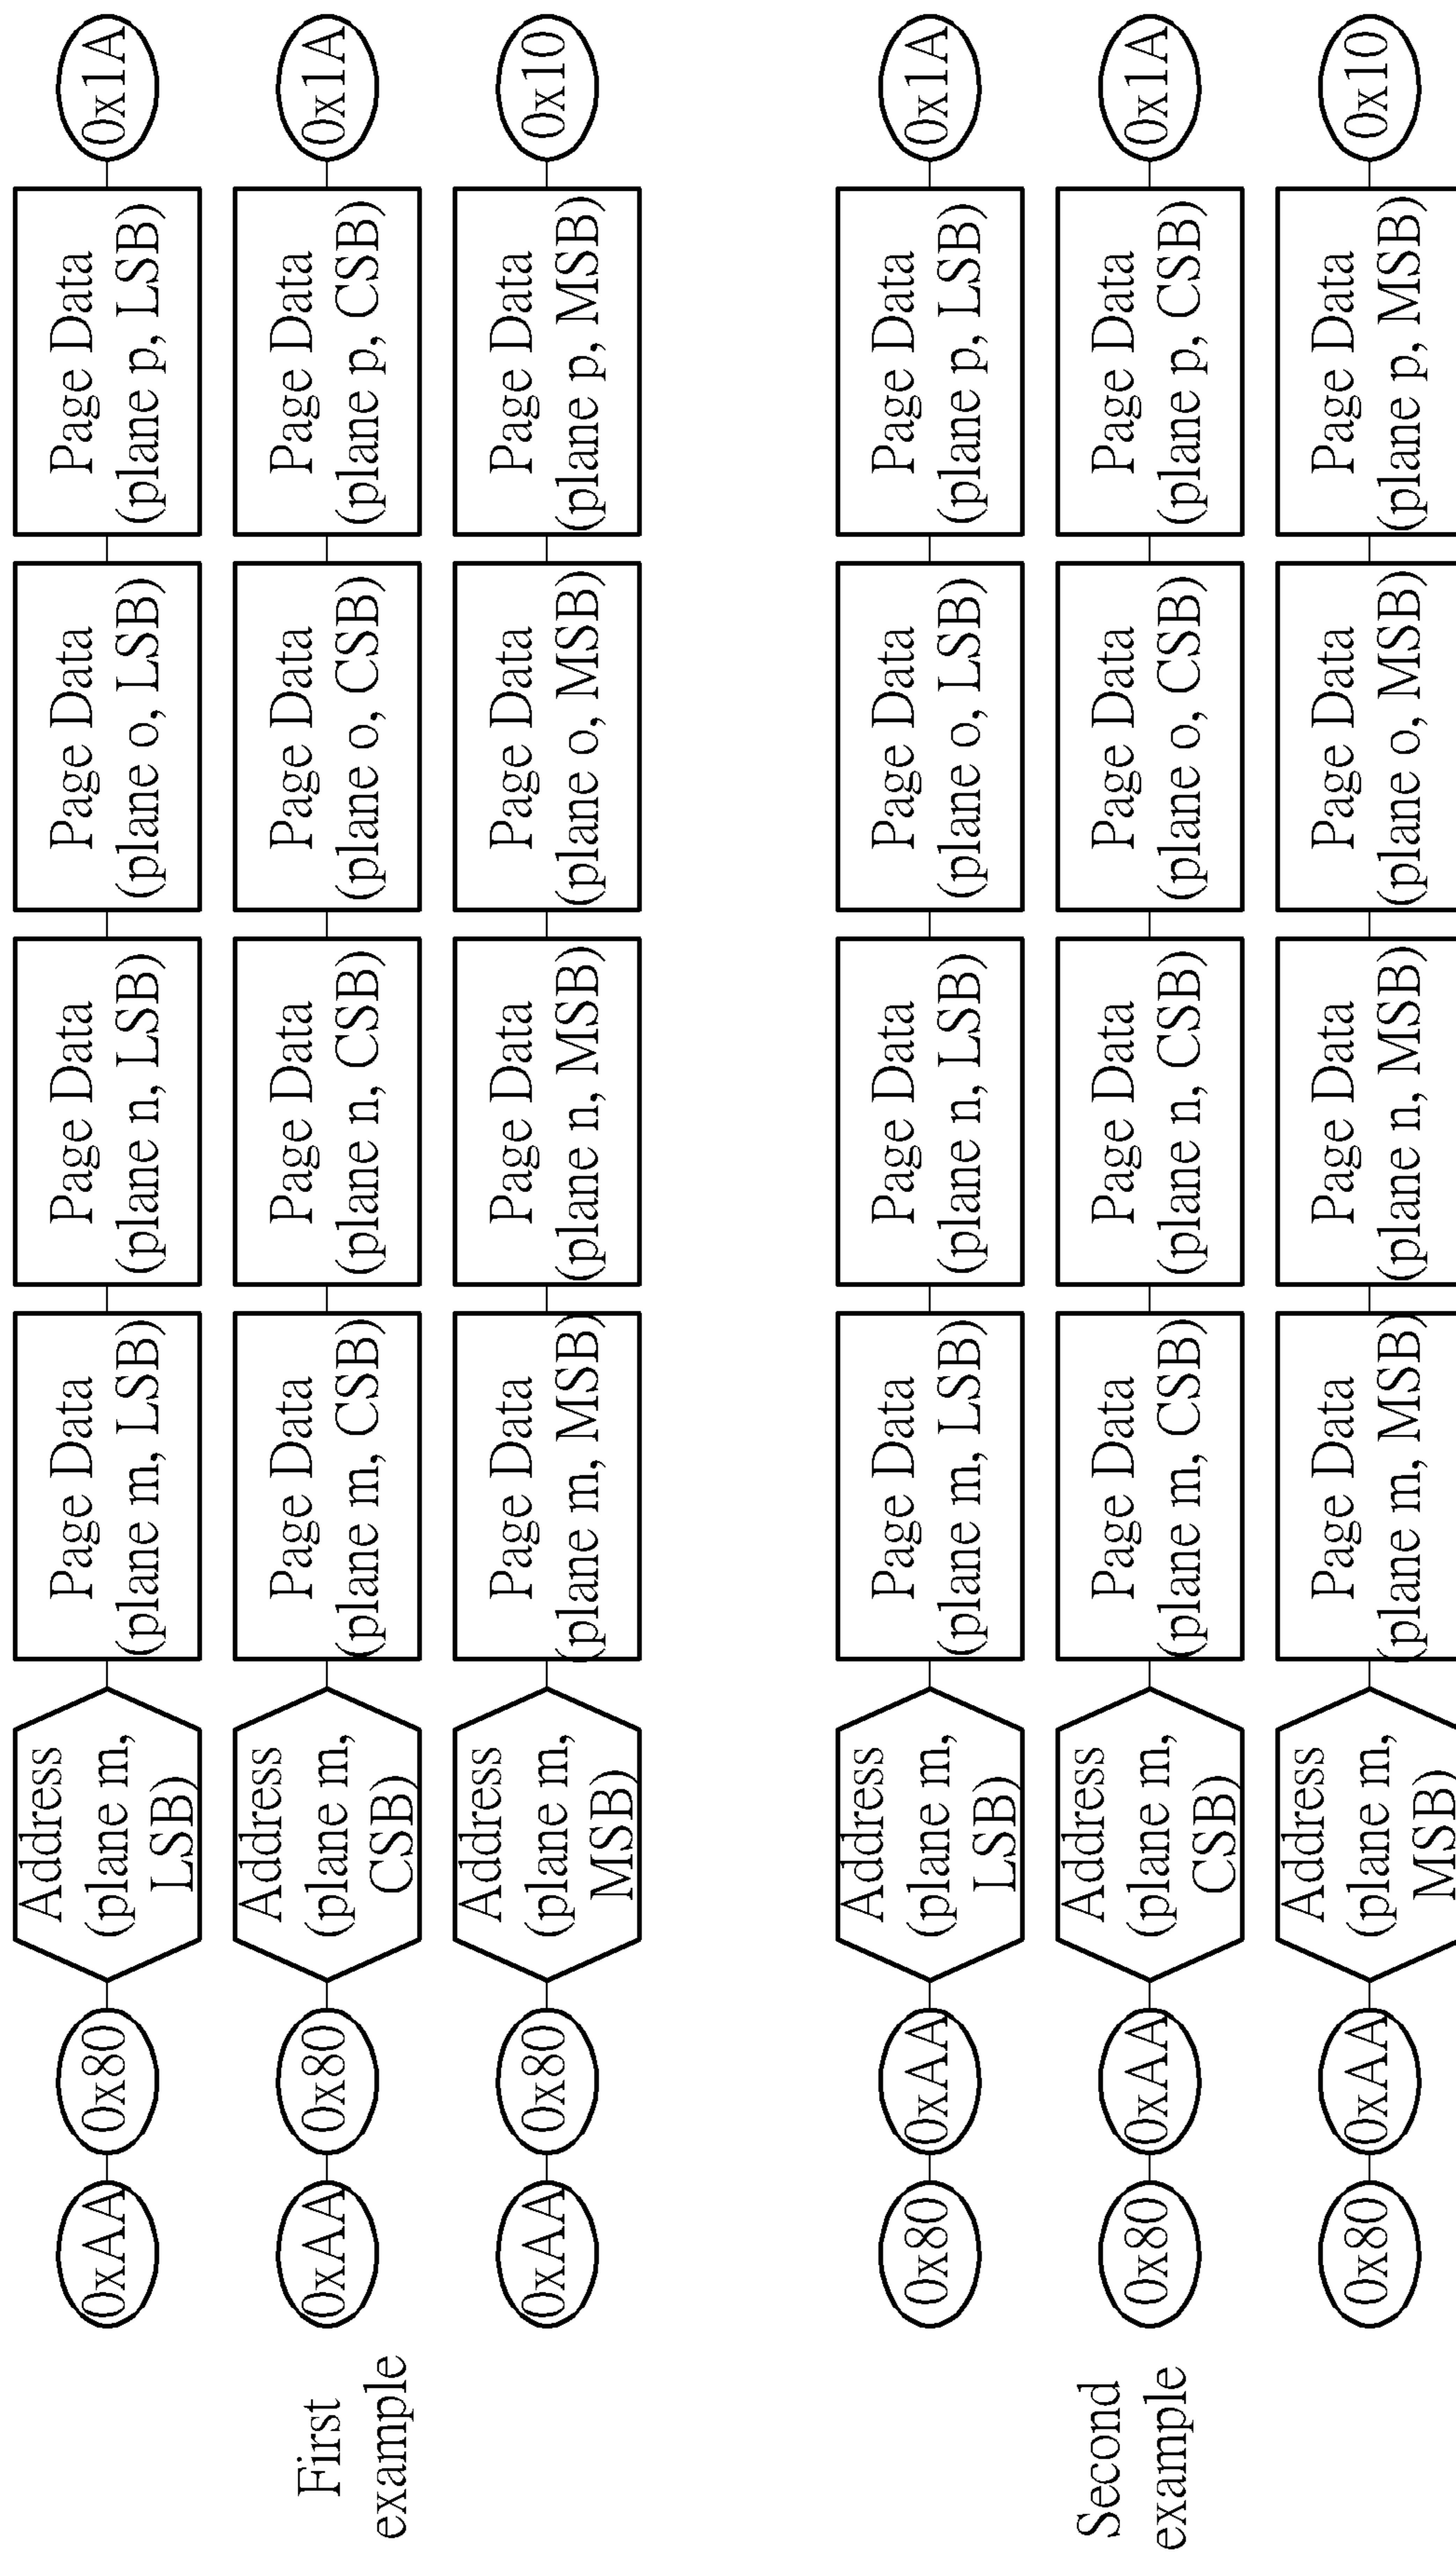 First
example
0xAA
0x80
Address
(plane m,
LSB)
Page Data
(plane m, LSB)
Page Data
(plane n, LSB)
Page Data
(plane o, LSB)
Page Data
(plane p, LSB)
0x1A
0xAA
0x80
Address
(plane m,
CSB)
Page Data
(plane m, CSB)
Page Data
(plane n, CSB)
Page Data
(plane o, CSB)
Page Data
(plane p, CSB)
0x1A
0xAA
0x80
Address
(plane m,
MSB)
Page Data
(plane m, MSB)
Page Data
(plane n, MSB)
Page Data
(plane o, MSB)
Page Data
(plane p, MSB)
0x10
Second
example
0x80
0xAA
Address
(plane m,
LSB)
Page Data
(plane m, LSB)
Page Data
(plane n, LSB)
Page Data
(plane o, LSB)
Page Data
(plane p, LSB)
0x1A
0x80
0xAA
Address
(plane m,
CSB)
Page Data
(plane m, CSB)
Page Data
(plane n, CSB)
Page Data
(plane o, CSB)
Page Data
(plane p, CSB)
0x1A
0x80
0xAA
Address
(plane m,
MSB)
Page Data
(plane m, MSB)
Page Data
(plane n, MSB)
Page Data
(plane o, MSB)
Page Data
(plane p, MSB)
0x10